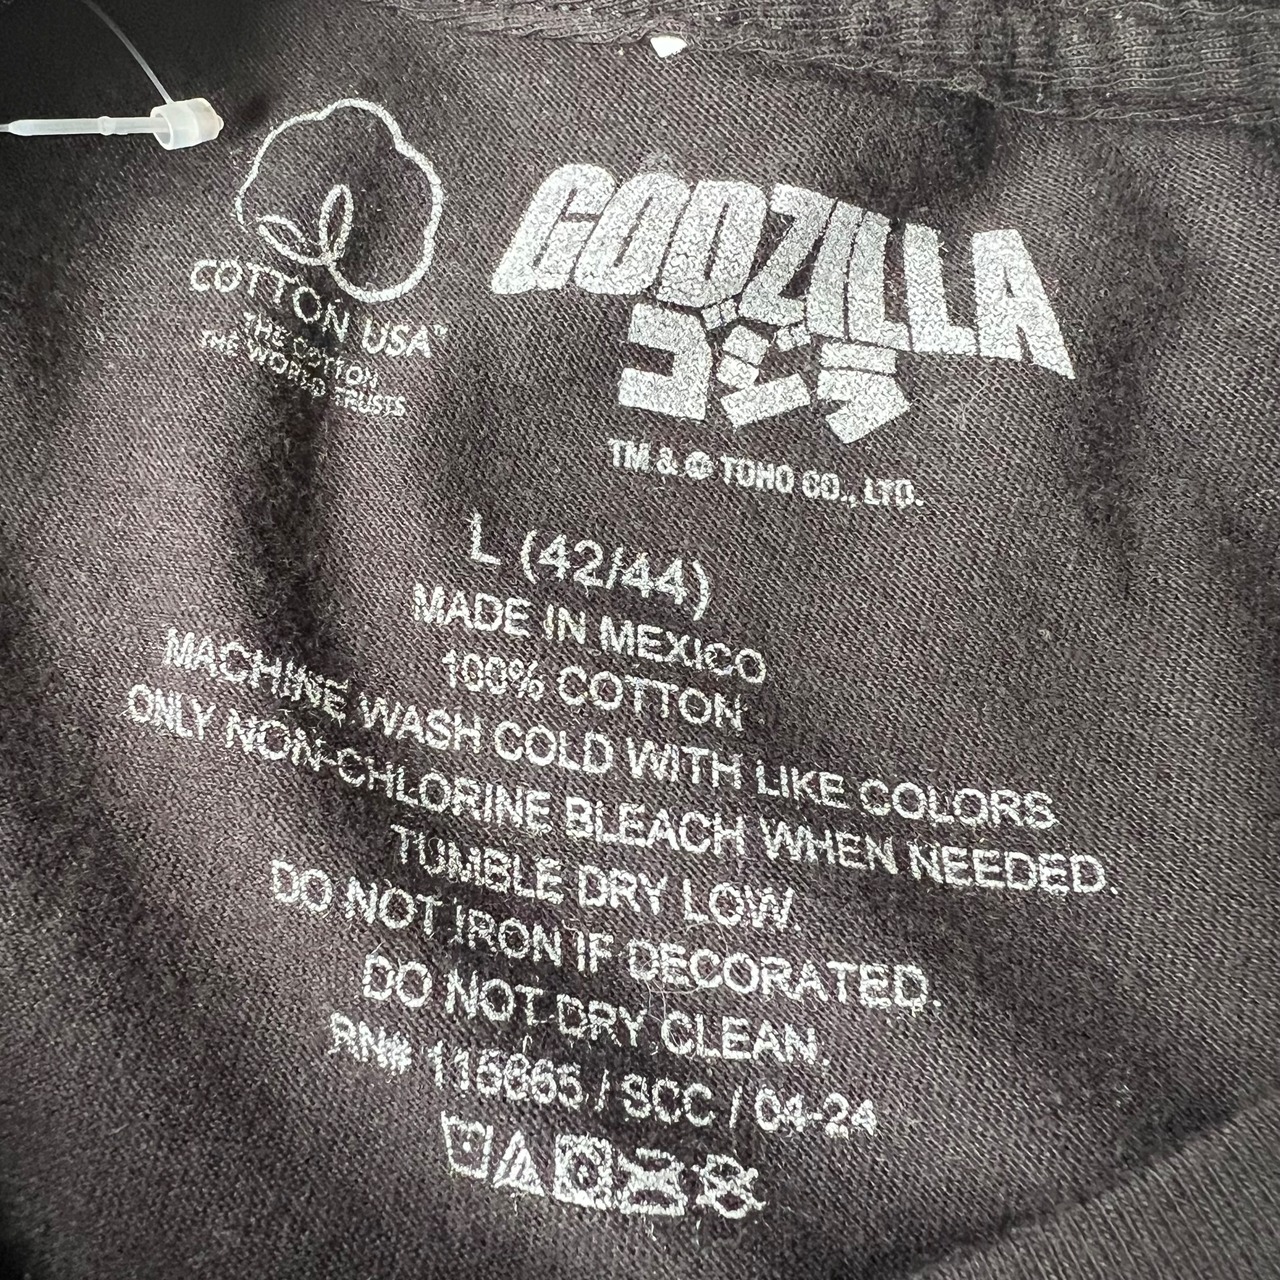 COTTON USA™
THE COTTON
THE WORLD TRUSTS
GODZILLA
ゴジラ
TM & © TOHO CO., LTD.
L (42/44)
MADE IN MEXICO
100% COTTON
MACHINE WASH COLD WITH LIKE COLORS.
ONLY NON-CHLORINE BLEACH WHEN NEEDED.
TUMBLE DRY LOW.
DO NOT IRON IF DECORATED.
DO NOT DRY CLEAN.
RN# 115665 / SCC / 04-24